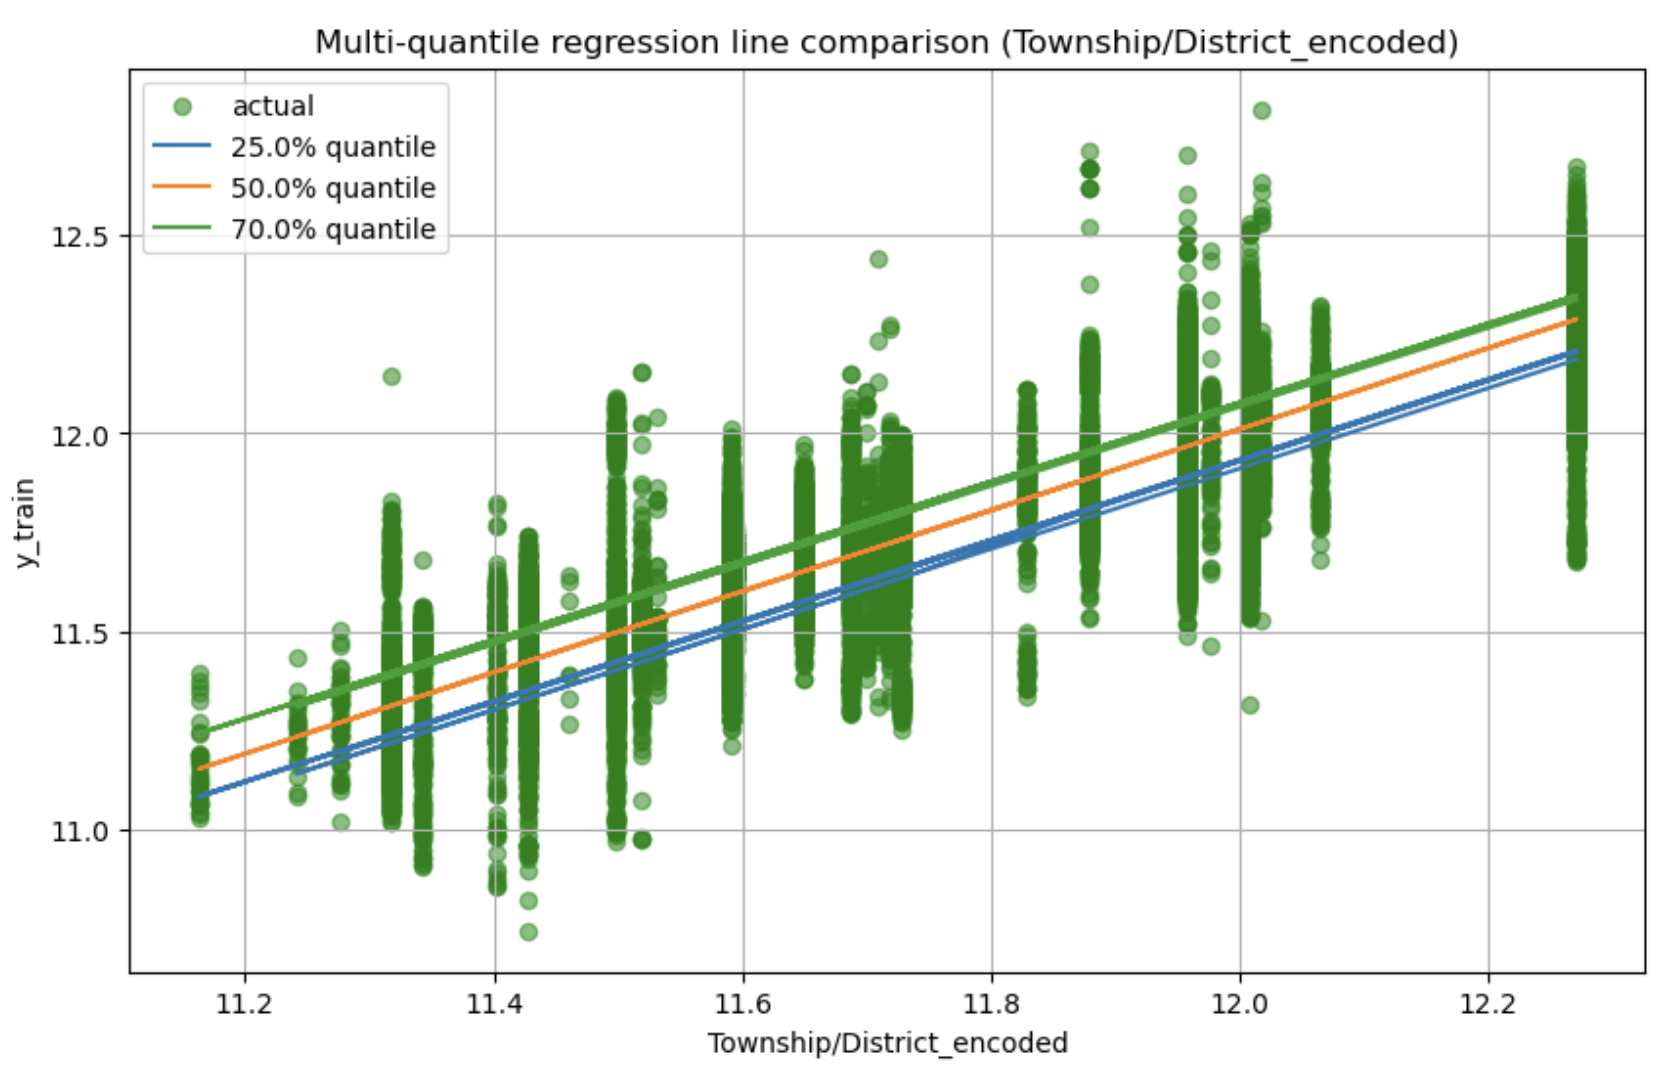 Multi-quantile regression line comparison (Township/District_encoded)
actual
25.0% quantile
50.0% quantile
70.0% quantile
12.5
12.0
11.5
11.0
y_train
11.2 11.4 11.6 11.8 12.0 12.2
Township/District_encoded